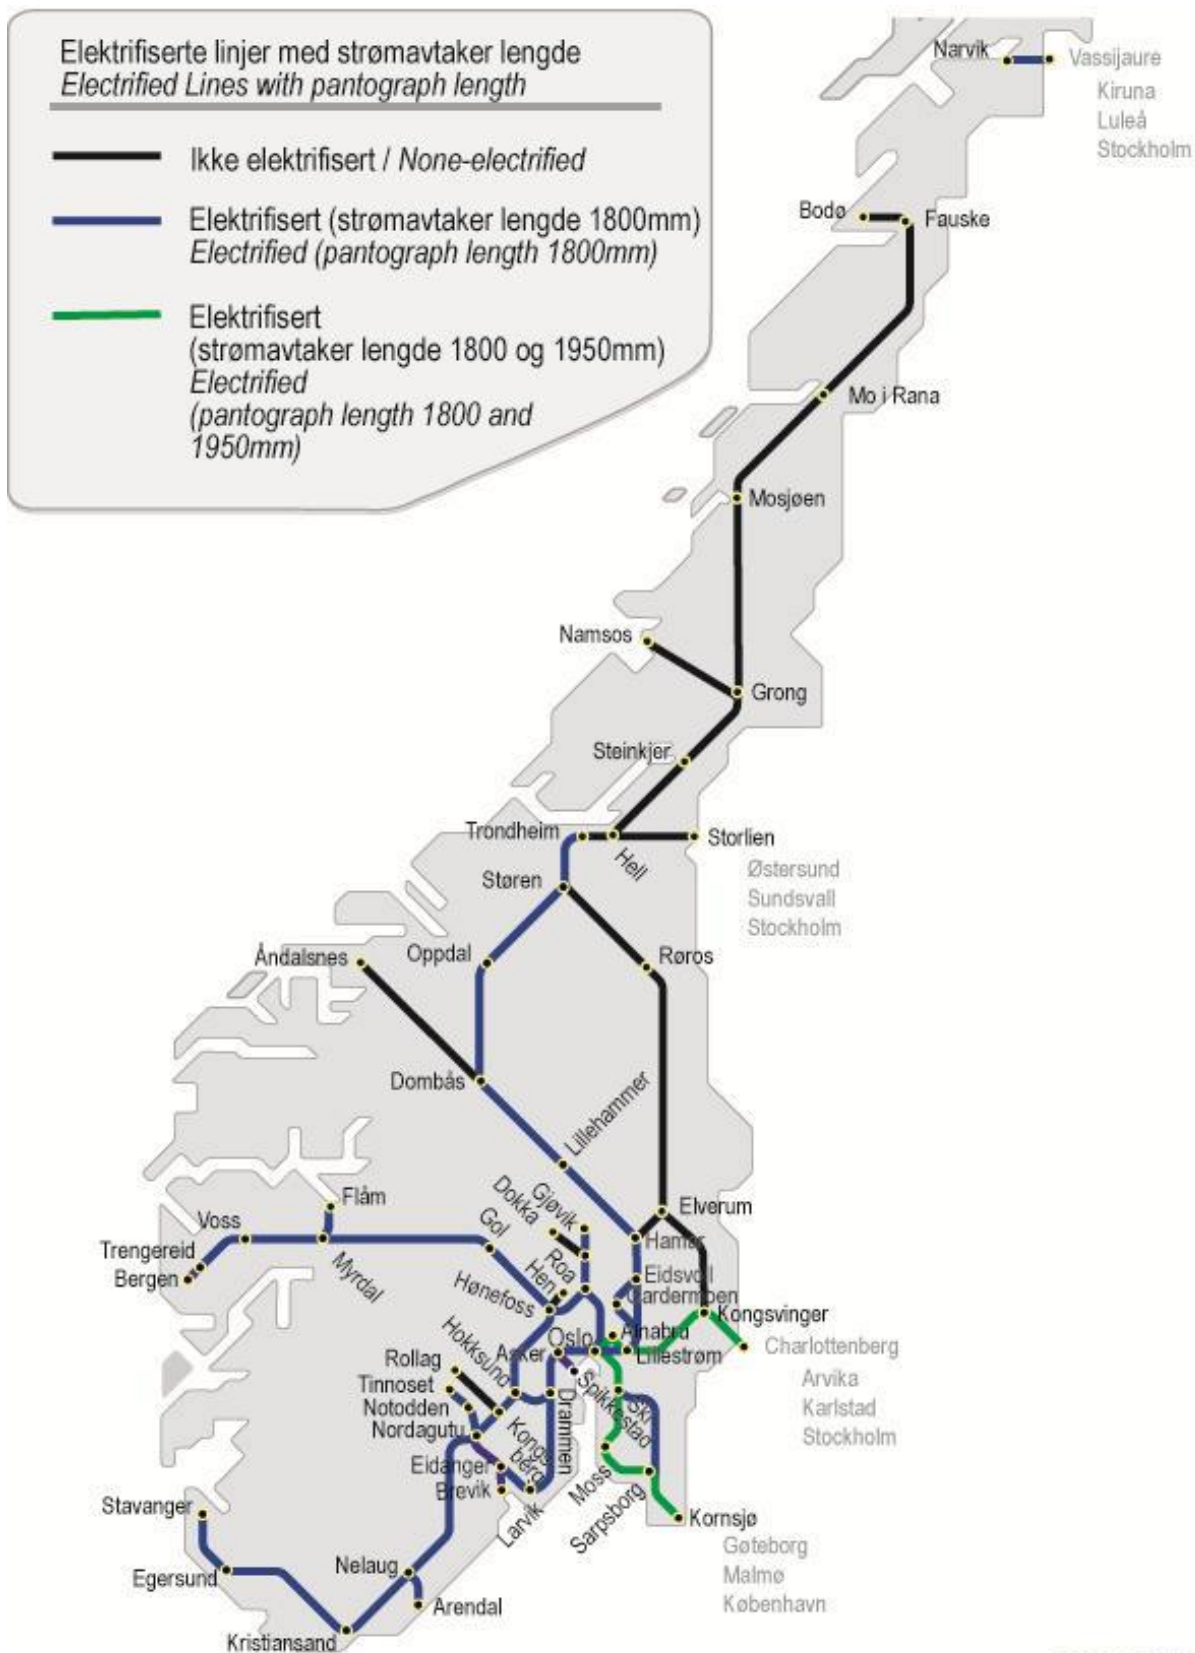 Elektrifiserte linjer med strømavtaker lengde
Electrified Lines with pantograph length
Ikke elektrifisert / None-electrified
Elektrifisert (strømavtaker lengde 1800mm)
Electrified (pantograph length 1800mm)
Elektrifisert
(strømavtaker lengde 1800 og 1950mm)
Electrified
(pantograph length 1800 and
1950mm)
Narvik
Vassijaure
Kiruna
Luleå
Stockholm
Bodø
Fauske
Mo i Rana
Mosjøen
Namsos
Grong
Steinkjer
Trondheim
Hell
Storlien
Østersund
Sundsvall
Stockholm
Støren
Oppdal
Røros
Åndalsnes
Dombås
Lillehammer
Flåm
Voss
Trengereid
Bergen
Myrdal
Gol
Dokka
Gjøvik
Elverum
Hamar
Roa
Hen
Eidsvoll
Gardermoen
Hønefoss
Kongsvinger
Hokksund
Asker
Oslo
Alnabru
Lillestrøm
Charlottenberg
Arvika
Karlstad
Stockholm
Rollag
Tinnoset
Notodden
Nordagutu
Spikkestad
Ski
Kongs
berg
Drammen
Eidanger
Brevik
Larvik
Moss
Sarpsborg
Kornsjø
Gøteborg
Malmø
København
Stavanger
Egersund
Nelaug
Arendal
Kristiansand